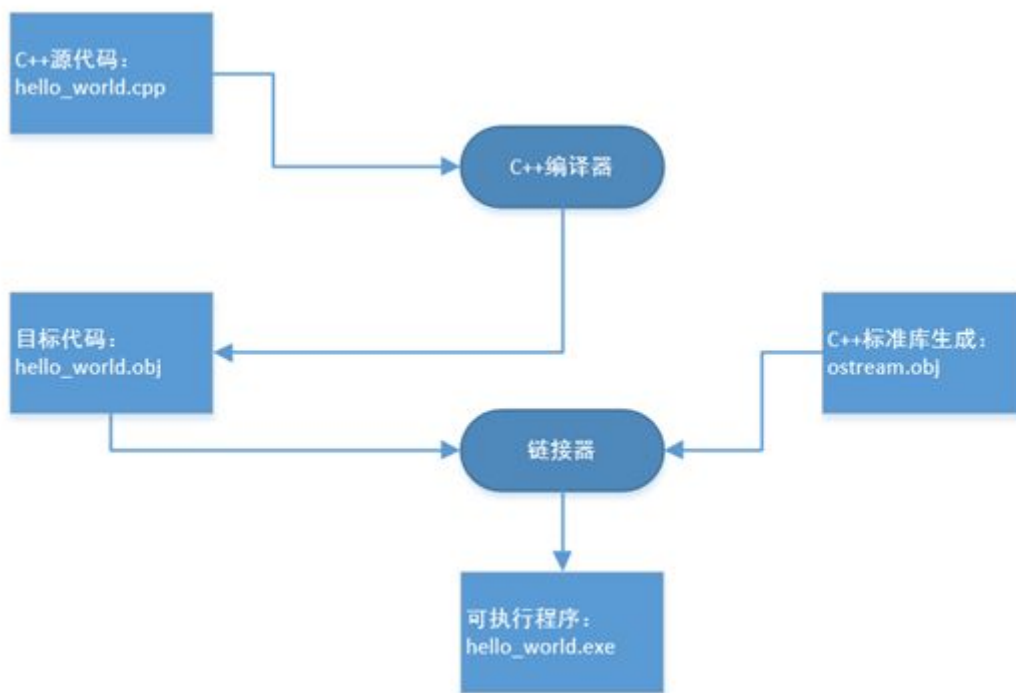 C++源代码：
hello_world.cpp
C++编译器
目标代码：
hello_world.obj
C++标准库生成：
ostream.obj
链接器
可执行程序：
hello_world.exe